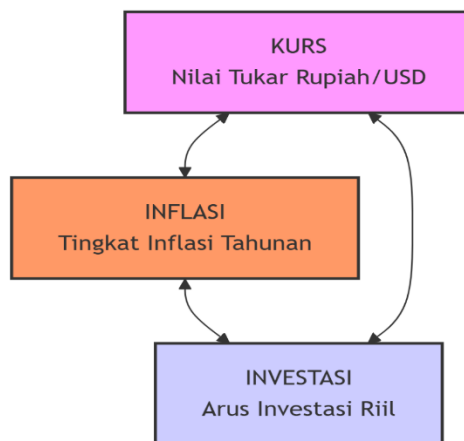 KURS
Nilai Tukar Rupiah/USD
INFLASI
Tingkat Inflasi Tahunan
INVESTASI
Arus Investasi Riil